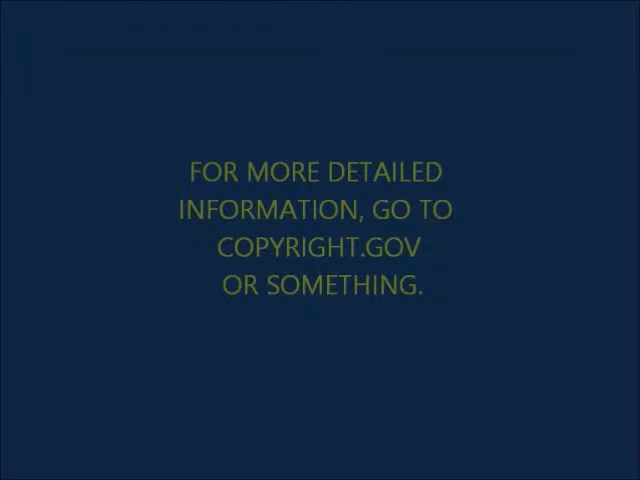 FOR MORE DETAILED
INFORMATION, GO TO
COPYRIGHT.GOV
OR SOMETHING.